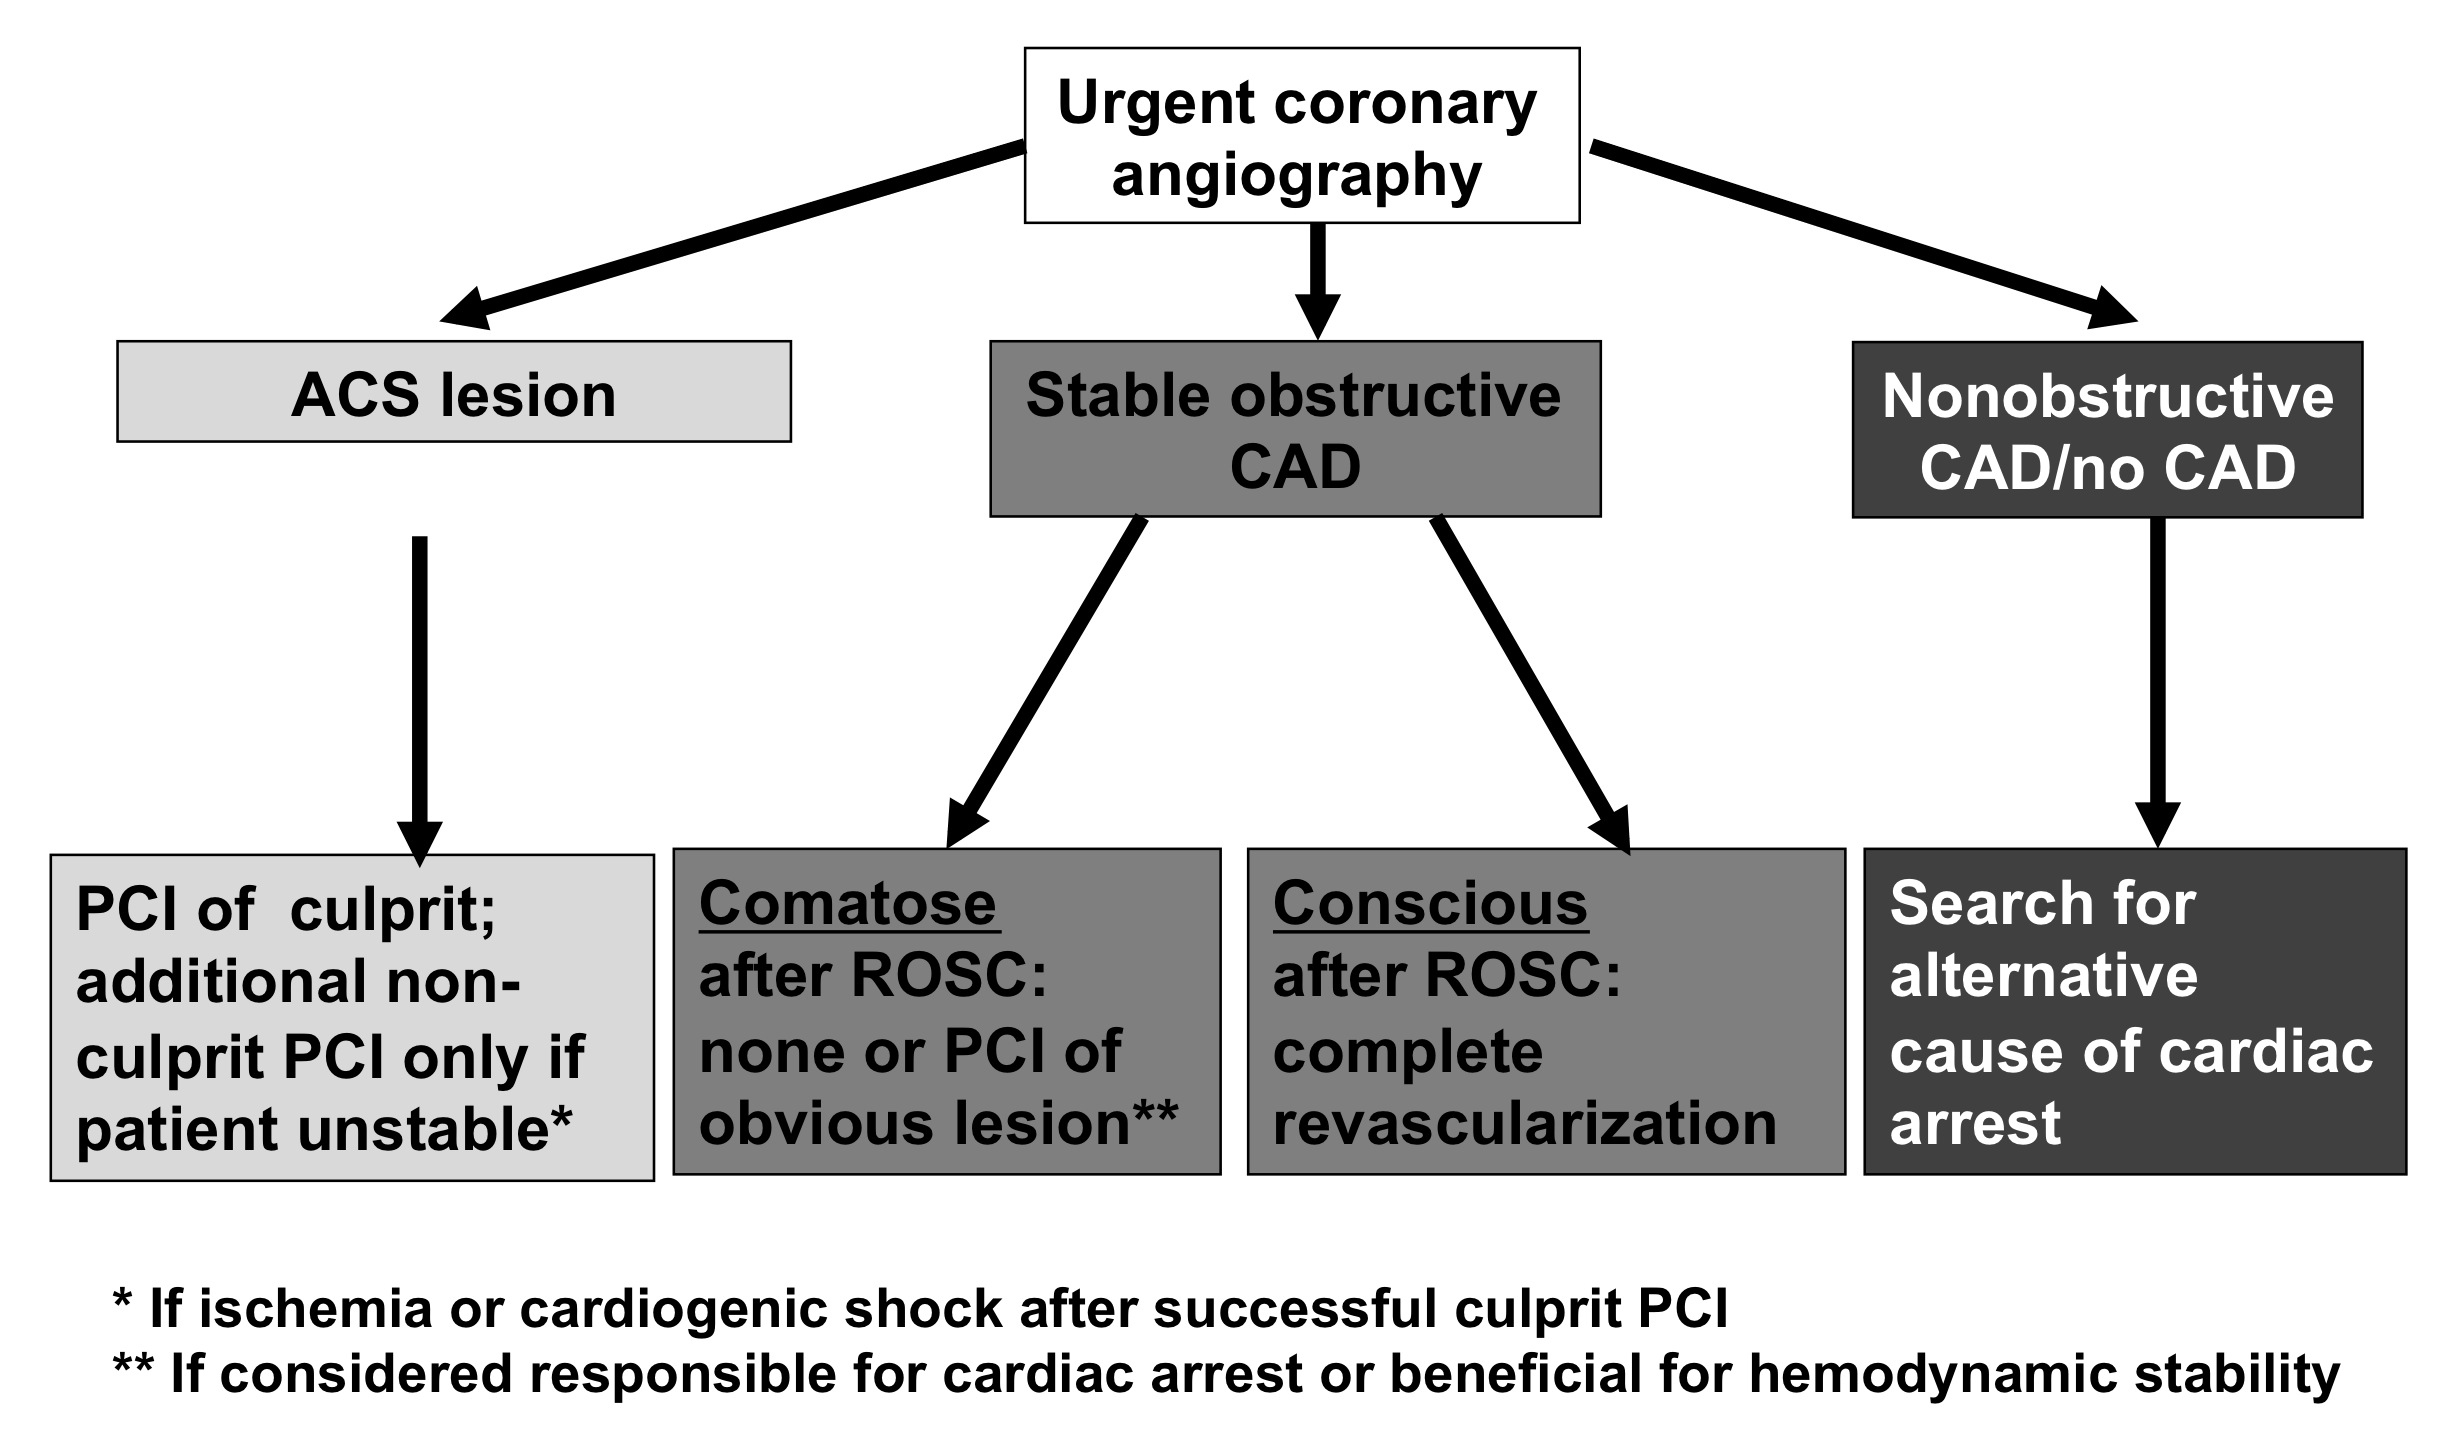 Urgent coronary
angiography
ACS lesion
Stable obstructive
CAD
Nonobstructive
CAD/no CAD
PCI of culprit;
additional non-
culprit PCI only if
patient unstable*
Comatose
after ROSC:
none or PCI of
obvious lesion**
Conscious
after ROSC:
complete
revascularization
Search for
alternative
cause of cardiac
arrest
* If ischemia or cardiogenic shock after successful culprit PCI
** If considered responsible for cardiac arrest or beneficial for hemodynamic stability